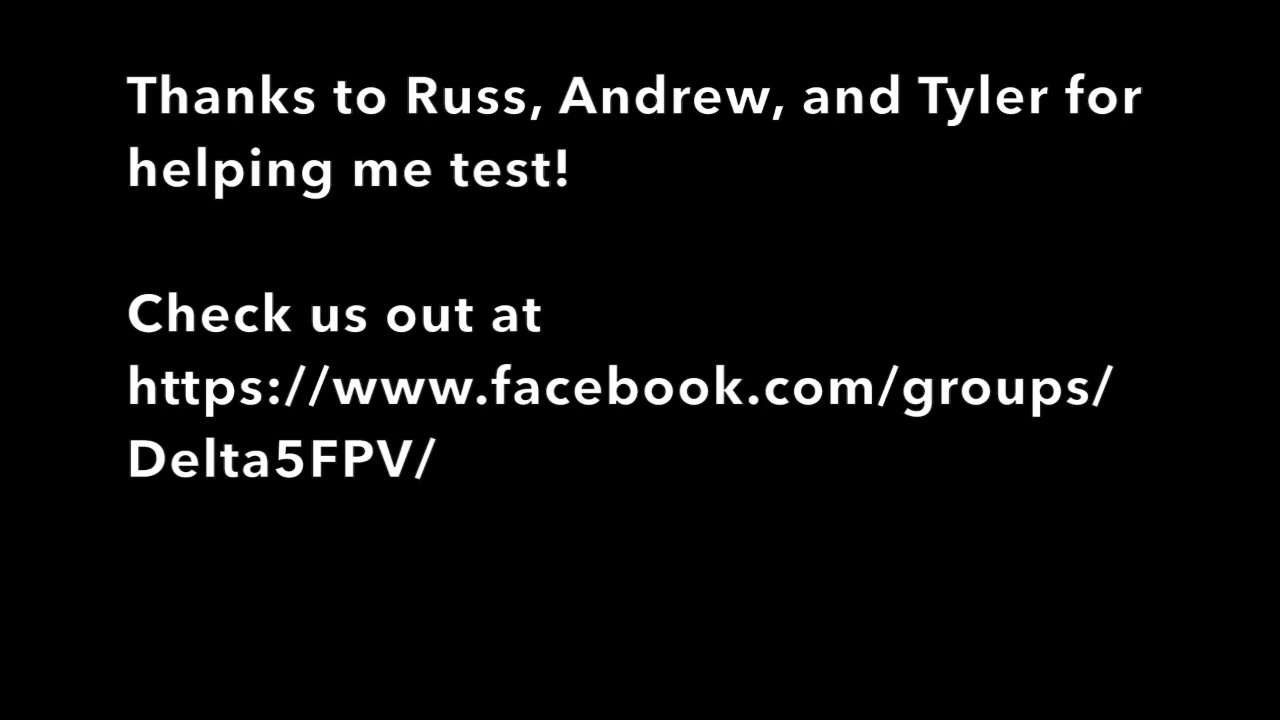 Thanks to Russ, Andrew, and Tyler for
helping me test!
Check us out at
https://www.facebook.com/groups/
Delta5FPV/